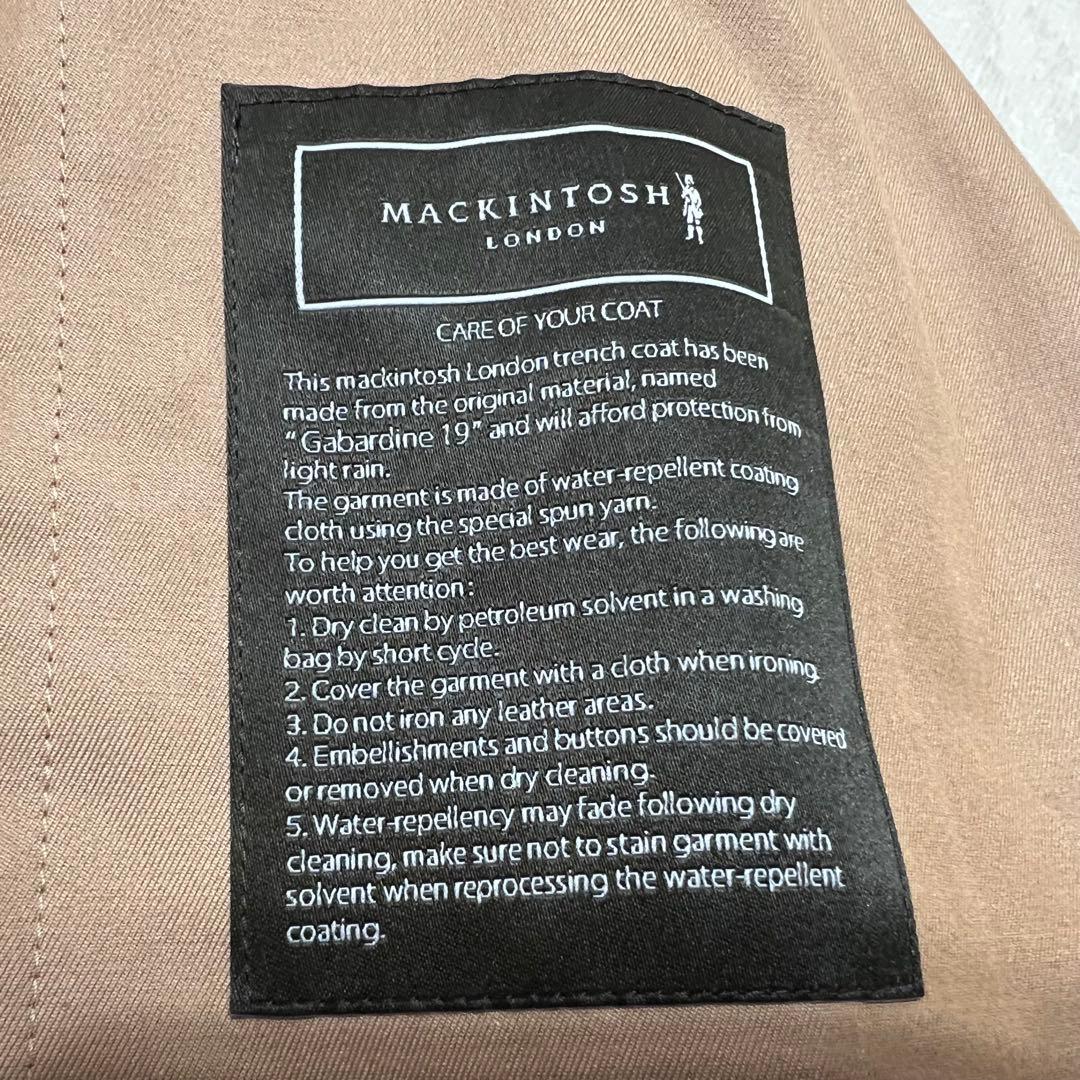 MACKINTOSH
LONDON
CARE OF YOUR COAT
This mackintosh London trench coat has been
made from the original material, named
“Gabardine 19” and will afford protection from
light rain.
The garment is made of water-repellent coating
cloth using the special spun yarn.
To help you get the best wear, the following are
worth attention:
1. Dry clean by petroleum solvent in a washing
bag by short cycle.
2. Cover the garment with a cloth when ironing.
3. Do not iron any leather areas.
4. Embellishments and buttons should be covered
or removed when dry cleaning.
5. Water-repellency may fade following dry
cleaning, make sure not to stain garment with
solvent when reprocessing the water-repellent
coating.